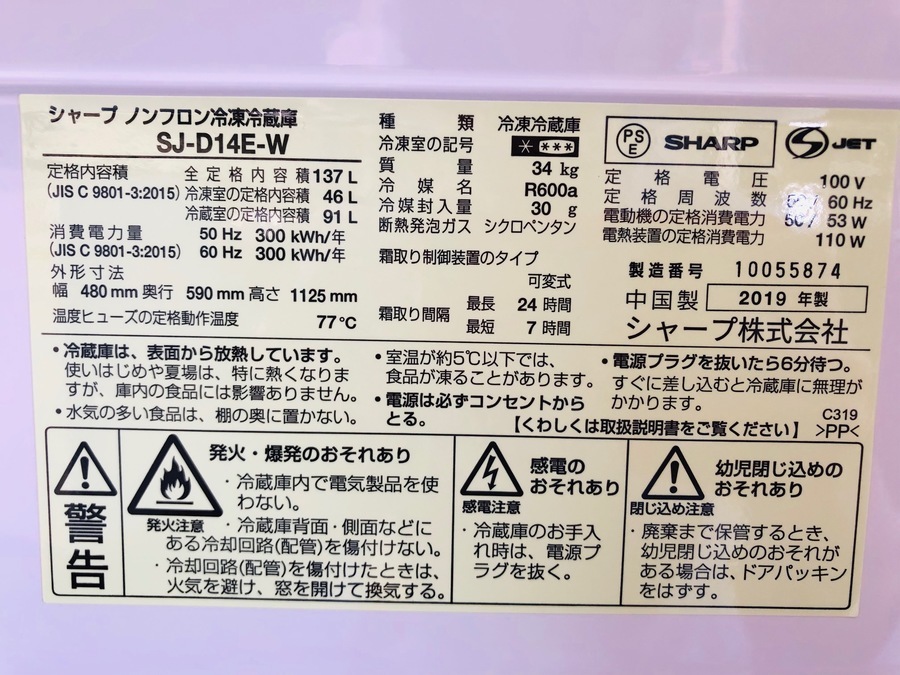 シャープ ノンフロン冷凍冷蔵庫
SJ-D14E-W
定格内容積
(JIS C 9801-3:2015)
全定格内容積 137 L
冷凍室の定格内容積 46 L
冷蔵室の定格内容積 91 L
消費電力量
(JIS C 9801-3:2015)
50 Hz 300 kWh/年
60 Hz 300 kWh/年
外形寸法
幅 480 mm 奥行 590 mm 高さ 1125 mm
温度ヒューズの定格動作温度 77℃
種類 冷凍冷蔵庫
冷凍室の記号 * ***
質量 34 kg
冷媒名 R600a
冷媒封入量 30 g
断熱発泡ガス シクロペンタン
霜取り制御装置のタイプ
可変式
霜取り間隔
最長 24 時間
最短 7 時間
PS E
SHARP
S JET
定格電圧 100 V
定格周波数 50 / 60 Hz
電動機の定格消費電力 50 / 53 W
電熱装置の定格消費電力 110 W
製造番号 10055874
中国製 2019 年製
シャープ株式会社
・冷蔵庫は、表面から放熱しています。
使いはじめや夏場は、特に熱くなりま
すが、庫内の食品には影響ありません。
・水気の多い食品は、棚の奥に置かない。
・室温が約5℃以下では、
食品が凍ることがあります。
・電源は必ずコンセントから
とる。
・電源プラグを抜いたら6分待つ。
すぐに差し込むと冷蔵庫に無理が
かかります。
【くわしくは取扱説明書をご覧ください】
C319
>PP<
警告
発火注意
発火・爆発のおそれあり
・冷蔵庫内で電気製品を使
わない。
・冷蔵庫背面・側面などに
ある冷却回路(配管)を傷付けない。
・冷却回路(配管)を傷付けたときは、
火気を避け、窓を開けて換気する。
感電注意
感電の
おそれあり
・冷蔵庫のお手入
れ時は、電源プ
ラグを抜く。
閉じ込め注意
幼児閉じ込めの
おそれあり
・廃棄まで保管するとき、
幼児閉じ込めのおそれが
ある場合は、ドアパッキン
をはずす。